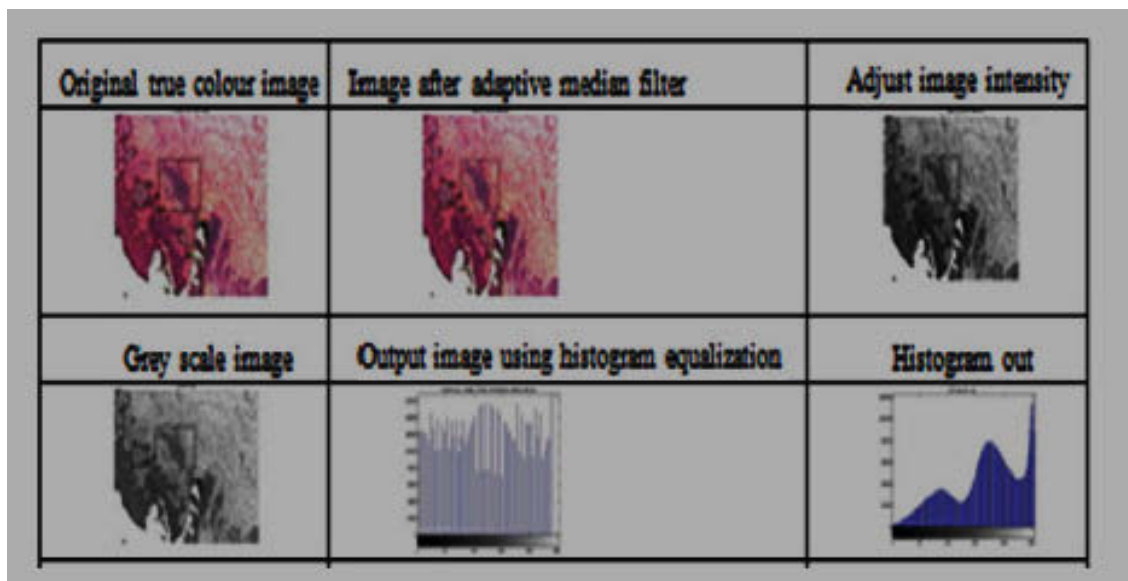 Original true colour image
Image after adaptive median filter
Adjust image intensity
Grey scale image
Output image using histogram equalization
Histogram out